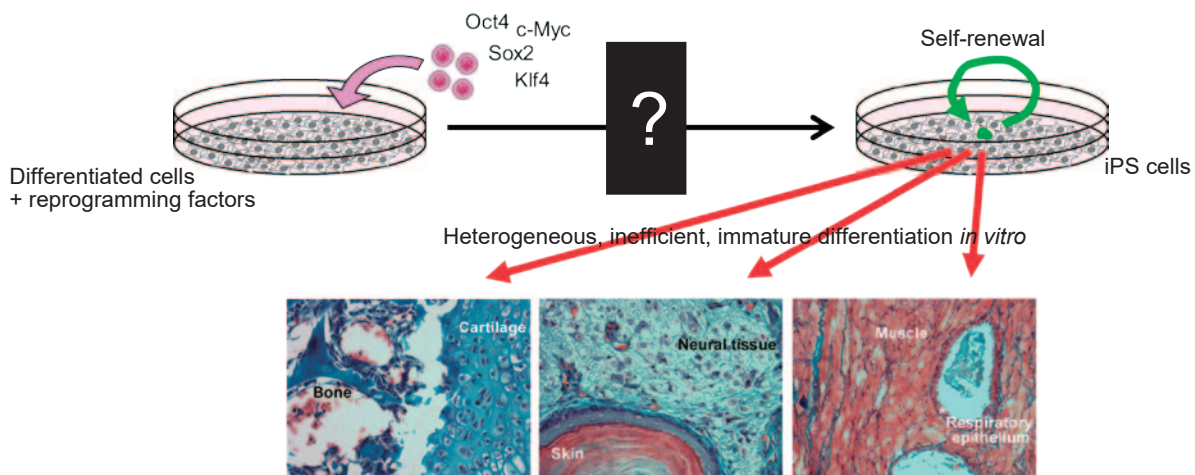 Oct4 c-Myc
Sox2
Klf4
Self-renewal
?
Differentiated cells
+ reprogramming factors
iPS cells
Heterogeneous, inefficient, immature differentiation in vitro
Cartilage
Bone
Neural tissue
Skin
Muscle
Respiratory
epithelium